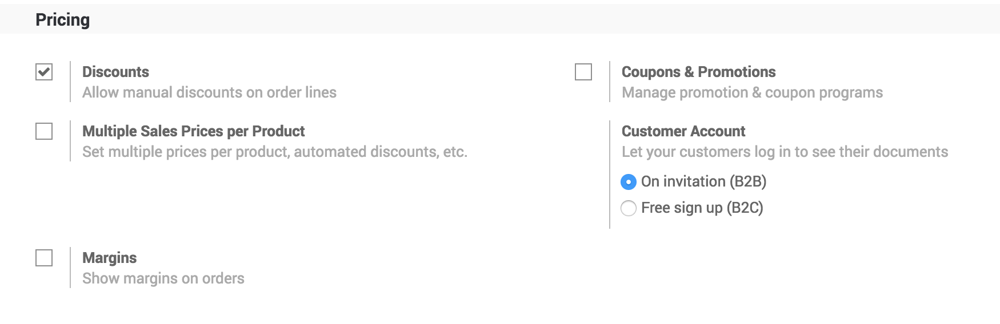 Pricing
Discounts
Allow manual discounts on order lines
Coupons & Promotions
Manage promotion & coupon programs
Multiple Sales Prices per Product
Set multiple prices per product, automated discounts, etc.
Customer Account
Let your customers log in to see their documents
On invitation (B2B)
Free sign up (B2C)
Margins
Show margins on orders